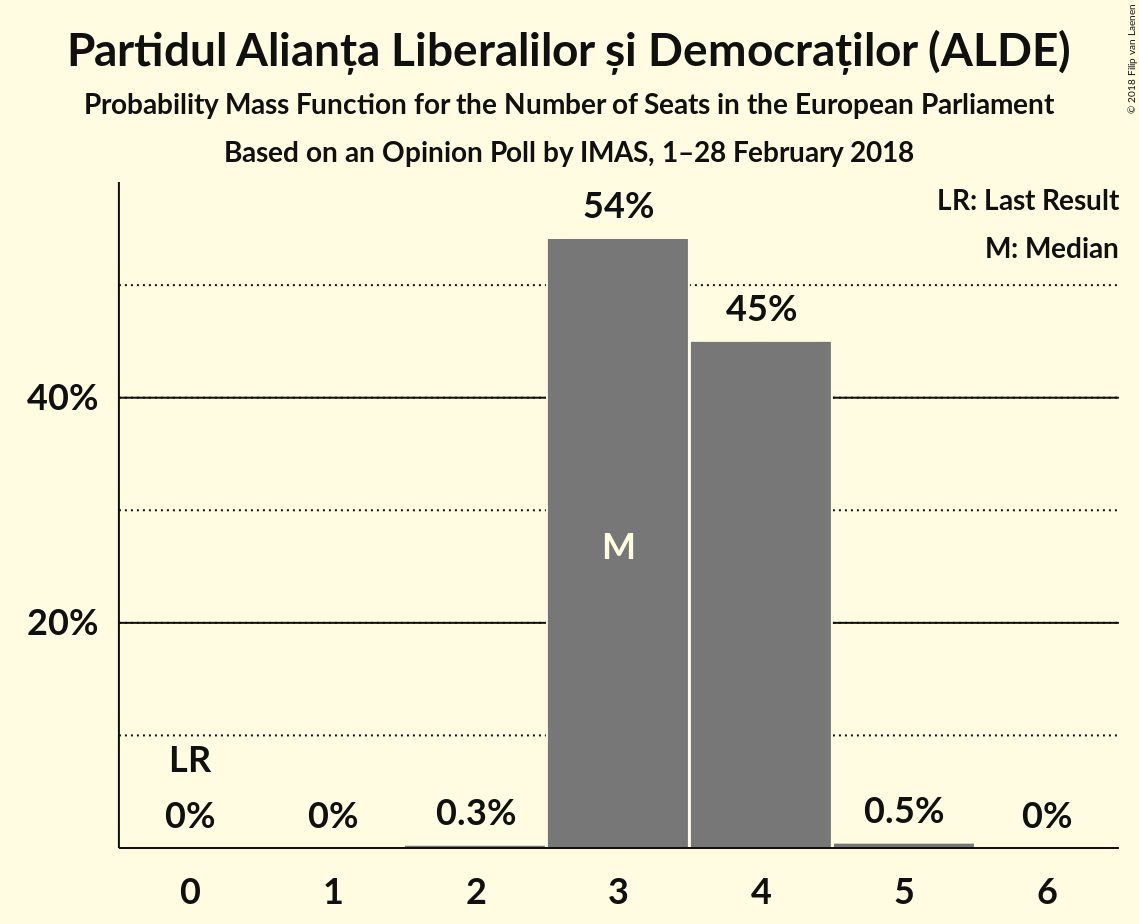 Partidul Alianța Liberalilor și Democraților (ALDE)
Probability Mass Function for the Number of Seats in the European Parliament
Based on an Opinion Poll by IMAS, 1–28 February 2018
© 2018 Filip van Laenen
LR: Last Result
M: Median
54%
45%
40%
M
20%
LR
0%
0%
0.3%
0.5%
0%
0
1
2
3
4
5
6